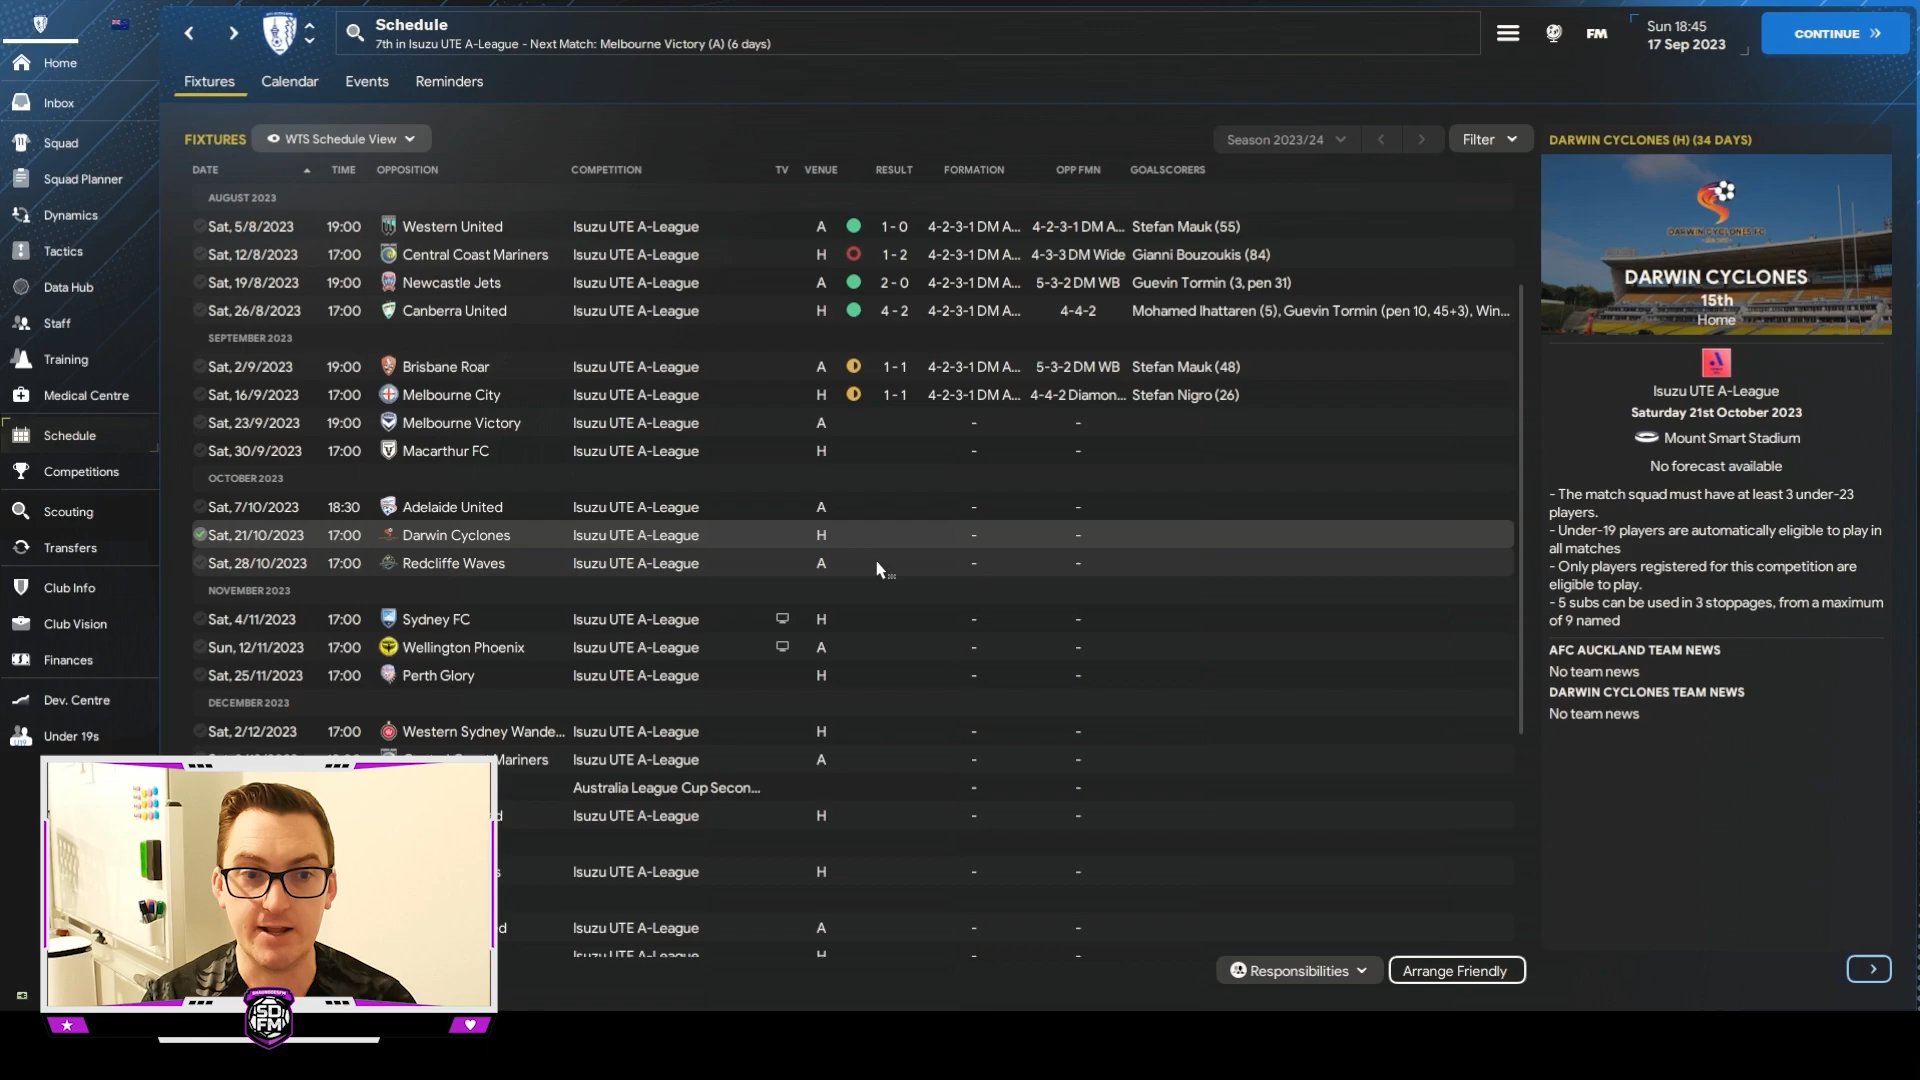 Schedule
7th in Isuzu UTE A-League - Next Match: Melbourne Victory (A) (6 days)
FM
Sun 18:45
17 Sep 2023
CONTINUE
Home
Inbox
Squad
Squad Planner
Dynamics
Tactics
Data Hub
Staff
Training
Medical Centre
Schedule
Competitions
Scouting
Transfers
Club Info
Club Vision
Finances
Dev. Centre
Under 19s
Fixtures Calendar Events Reminders
FIXTURES WTS Schedule View Season 2023/24 Filter
DATE TIME OPPOSITION COMPETITION TV VENUE RESULT FORMATION OPP FMN GOALSCORERS
AUGUST 2023
Sat, 5/8/2023 19:00 Western United Isuzu UTE A-League A 1 - 0 4-2-3-1 DM A... 4-2-3-1 DM A... Stefan Mauk (55)
Sat, 12/8/2023 17:00 Central Coast Mariners Isuzu UTE A-League H 1 - 2 4-2-3-1 DM A... 4-3-3 DM Wide Gianni Bouzoukis (84)
Sat, 19/8/2023 19:00 Newcastle Jets Isuzu UTE A-League A 2 - 0 4-2-3-1 DM A... 5-3-2 DM WB Guevin Tormin (3, pen 31)
Sat, 26/8/2023 17:00 Canberra United Isuzu UTE A-League H 4 - 2 4-2-3-1 DM A... 4-4-2 Mohamed Ihattaren (5), Guevin Tormin (pen 10, 45+3), Win...
SEPTEMBER 2023
Sat, 2/9/2023 19:00 Brisbane Roar Isuzu UTE A-League A 1 - 1 4-2-3-1 DM A... 5-3-2 DM WB Stefan Mauk (48)
Sat, 16/9/2023 17:00 Melbourne City Isuzu UTE A-League H 1 - 1 4-2-3-1 DM A... 4-4-2 Diamon... Stefan Nigro (26)
Sat, 23/9/2023 19:00 Melbourne Victory Isuzu UTE A-League A - -
Sat, 30/9/2023 17:00 Macarthur FC Isuzu UTE A-League H - -
OCTOBER 2023
Sat, 7/10/2023 18:30 Adelaide United Isuzu UTE A-League A - -
Sat, 21/10/2023 17:00 Darwin Cyclones Isuzu UTE A-League H - -
Sat, 28/10/2023 17:00 Redcliffe Waves Isuzu UTE A-League A - -
NOVEMBER 2023
Sat, 4/11/2023 17:00 Sydney FC Isuzu UTE A-League H - -
Sun, 12/11/2023 17:00 Wellington Phoenix Isuzu UTE A-League A - -
Sat, 25/11/2023 17:00 Perth Glory Isuzu UTE A-League H - -
DECEMBER 2023
Sat, 2/12/2023 17:00 Western Sydney Wande... Isuzu UTE A-League H - -
Mariners Isuzu UTE A-League A - -
Australia League Cup Secon... - -
d Isuzu UTE A-League H - -
s Isuzu UTE A-League H - -
d Isuzu UTE A-League A - -
Isuzu UTE A-League H - -
Responsibilities Arrange Friendly
DARWIN CYCLONES (H) (34 DAYS)
DARWIN CYCLONES FC
DARWIN CYCLONES
15th
Home
Isuzu UTE A-League
Saturday 21st October 2023
Mount Smart Stadium
No forecast available
- The match squad must have at least 3 under-23
players.
- Under-19 players are automatically eligible to play in
all matches
- Only players registered for this competition are
eligible to play.
- 5 subs can be used in 3 stoppages, from a maximum
of 9 named
AFC AUCKLAND TEAM NEWS
No team news
DARWIN CYCLONES TEAM NEWS
No team news
SD
FM